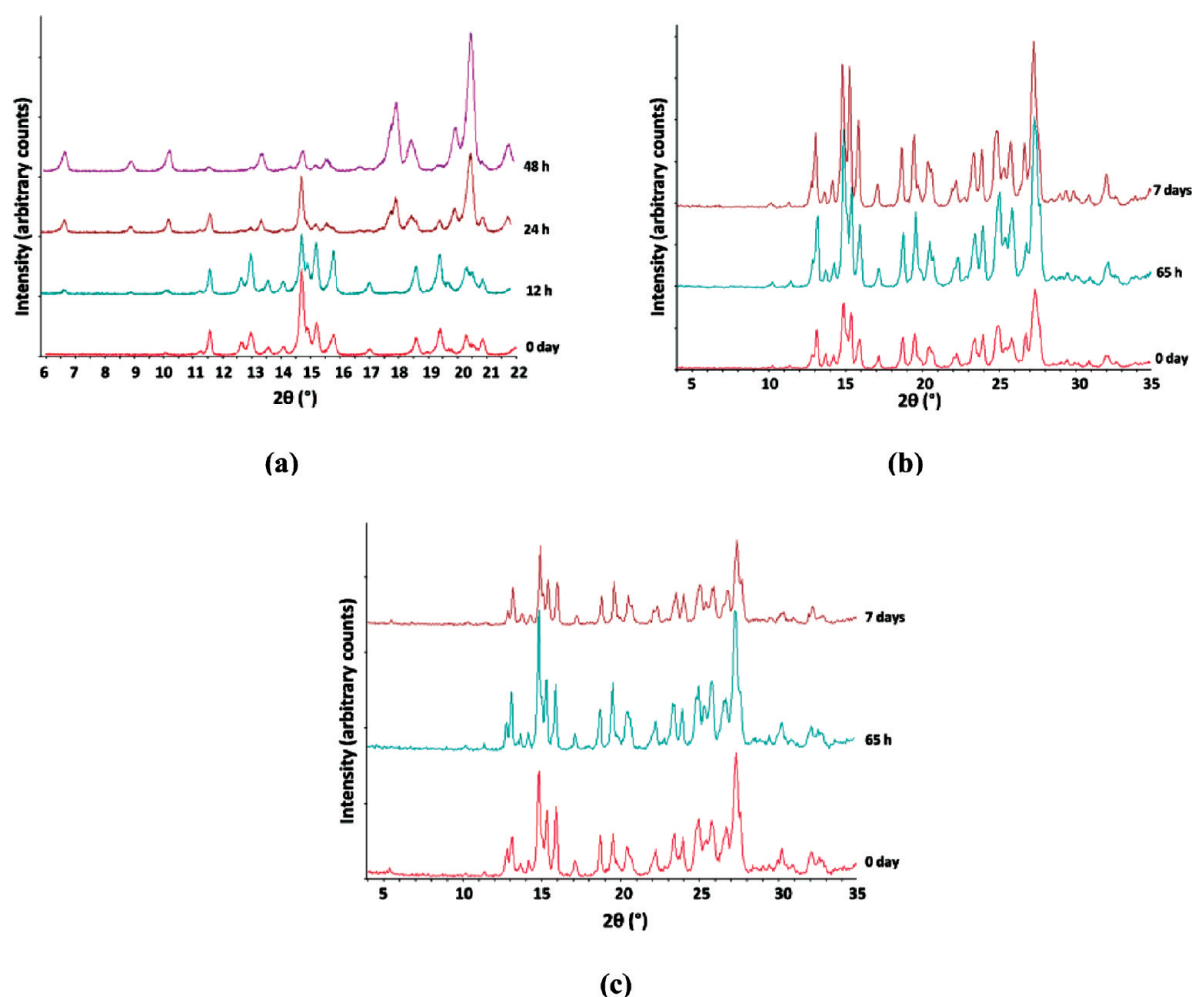 Intensity (arbitrary counts)
48 h
24 h
12 h
0 day
6 7 8 9 10 11 12 13 14 15 16 17 18 19 20 21 22
2θ (°)
(a)
Intensity (arbitrary counts)
7 days
65 h
0 day
5 10 15 20 25 30 35
2θ (°)
(b)
Intensity (arbitrary counts)
7 days
65 h
0 day
5 10 15 20 25 30 35
2θ (°)
(c)